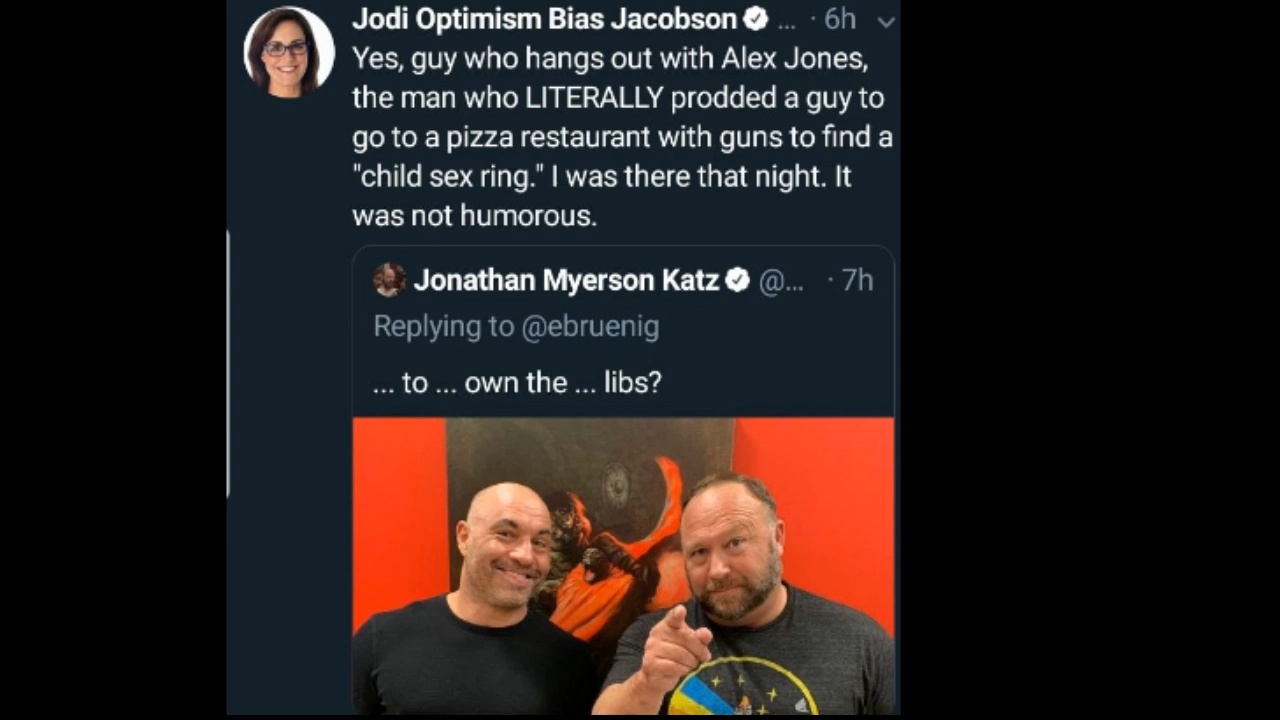 Jodi Optimism Bias Jacobson ... · 6h
Yes, guy who hangs out with Alex Jones,
the man who LITERALLY prodded a guy to
go to a pizza restaurant with guns to find a
"child sex ring." I was there that night. It
was not humorous.
Jonathan Myerson Katz @... · 7h
Replying to @ebruenig
... to ... own the ... libs?